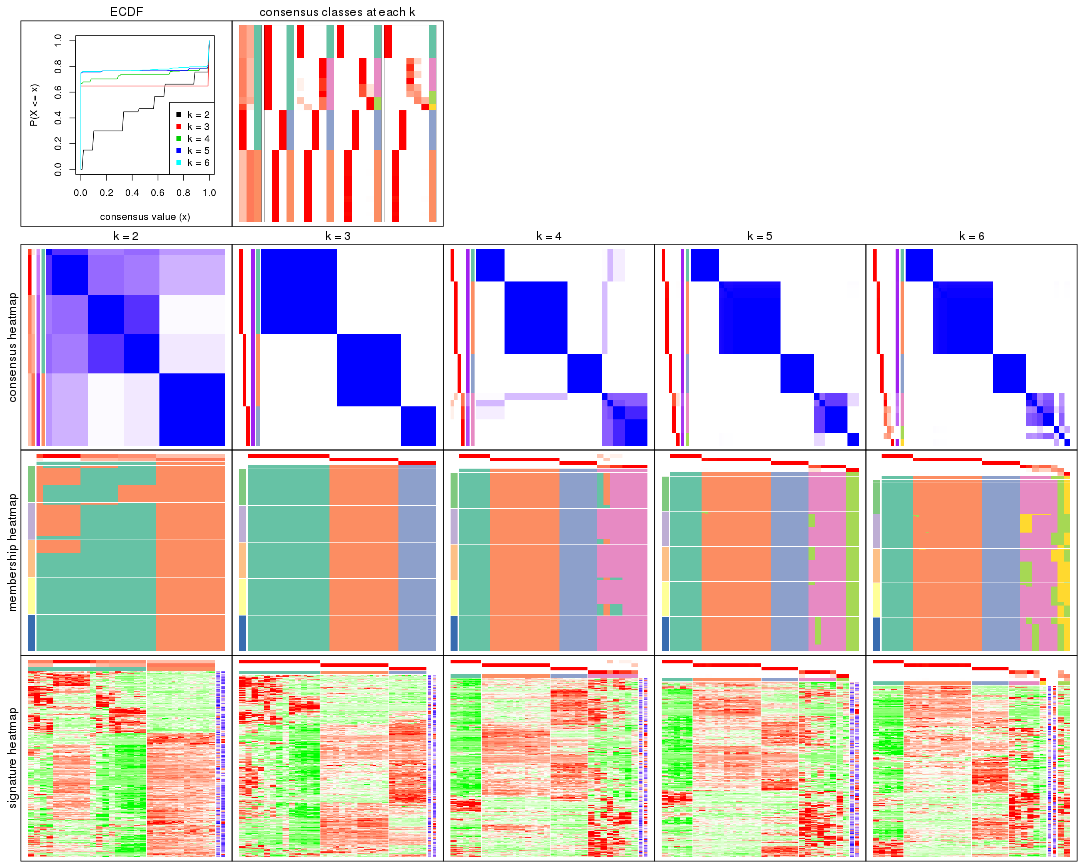 ECDF
consensus classes at each k
P(X <= x)
0.0 0.2 0.4 0.6 0.8 1.0
k = 2
k = 3
k = 4
k = 5
k = 6
0.0 0.2 0.4 0.6 0.8 1.0
consensus value (x)
k = 2
k = 3
k = 4
k = 5
k = 6
consensus heatmap
membership heatmap
signature heatmap